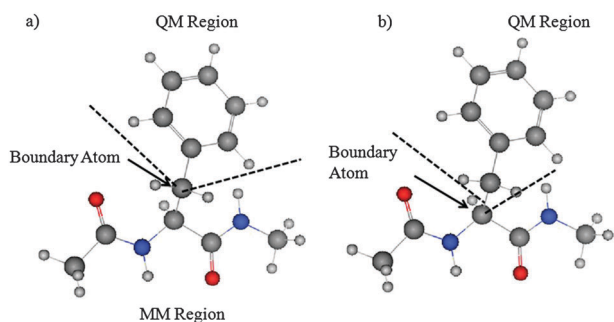 a)
QM Region
Boundary Atom
MM Region
b)
QM Region
Boundary
Atom